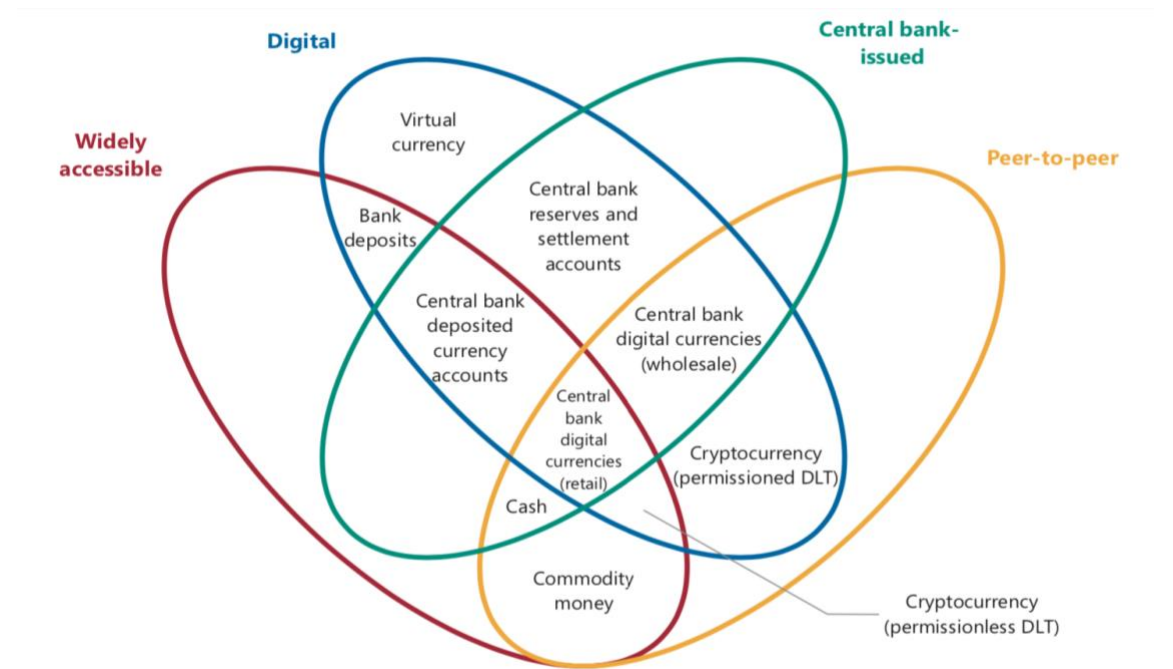 Digital
Central bank-
issued
Widely
accessible
Peer-to-peer
Virtual
currency
Bank
deposits
Central bank
reserves and
settlement
accounts
Central bank
deposited
currency
accounts
Central bank
digital currencies
(wholesale)
Central
bank
digital
currencies
(retail)
Cryptocurrency
(permissioned DLT)
Cash
Commodity
money
Cryptocurrency
(permissionless DLT)